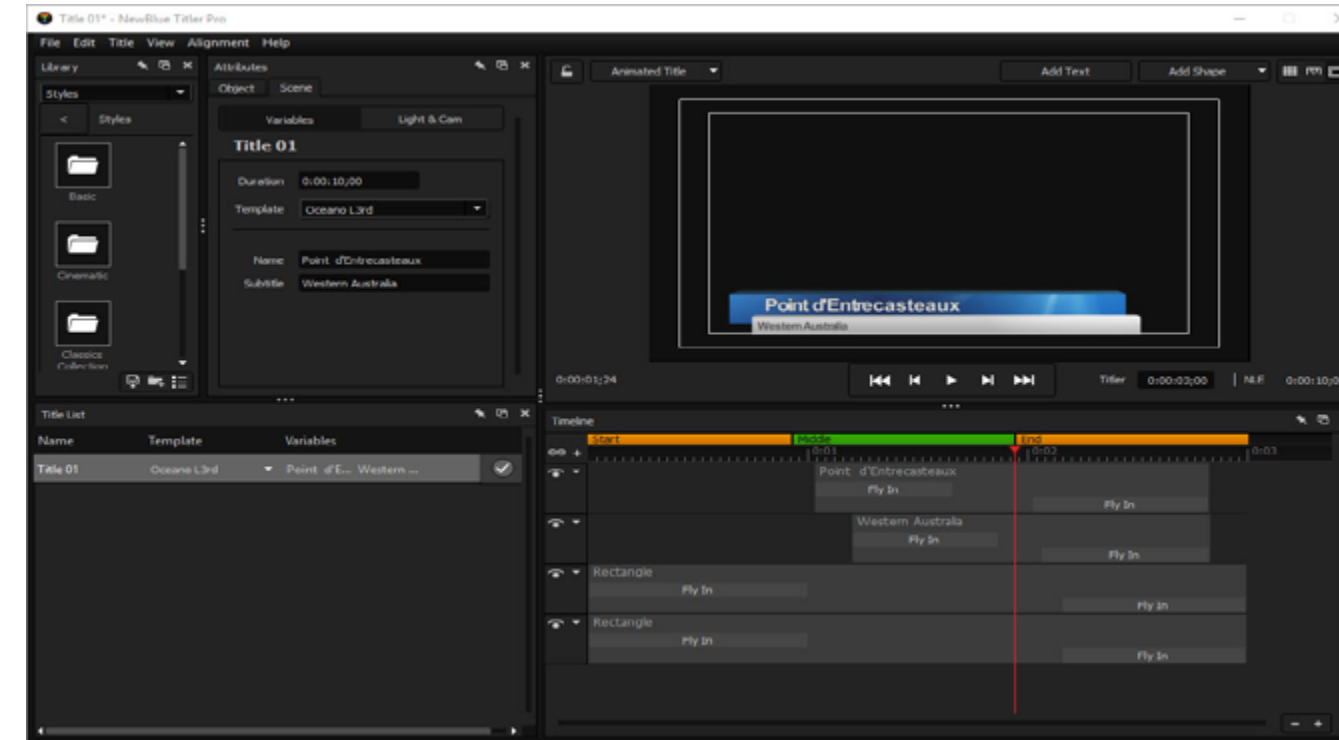 Title 01* - NewBlue Titler Pro
File Edit Title View Alignment Help
Library
Styles
< Styles
Basic
Cinematic
Classics
Collection
Attributes
Object Scene
Variables Light & Cam
Title 01
Duration 0:00:10;00
Template Oceano L3rd
Name Point d'Entrecasteaux
Subtitle Western Australia
Animated Title Add Text Add Shape
Point d'Entrecasteaux
Western Australia
0:00:01;24 Titler 0:00:03;00 NLE 0:00:10;0
Title List
Name Template Variables
Title 01 Oceano L3rd Point d'E... Western ...
Timeline
Start Middle End
0:01 0:02 0:03
Point d'Entrecasteaux
Fly In
Fly In
Western Australia
Fly In
Fly In
Rectangle
Fly In
Fly In
Rectangle
Fly In
Fly In